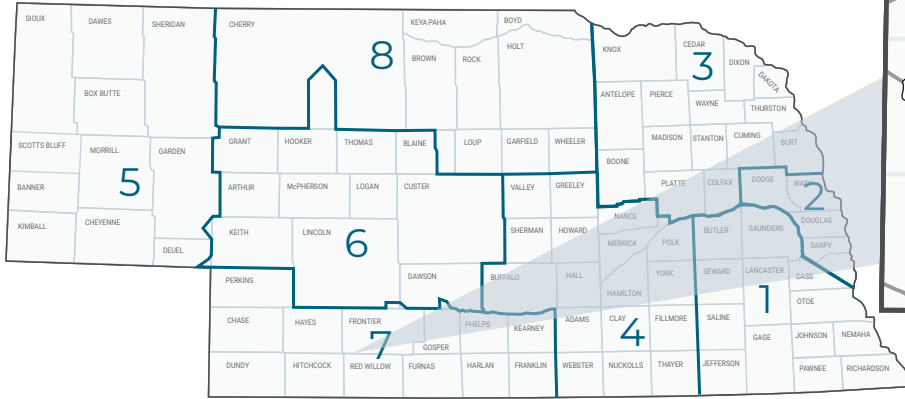 SIOUX
DAWES
SHERIDAN
CHERRY
KEYA PAHA
BOYD
HOLT
BROWN
ROCK
8
KNOX
CEDAR
3
DIXON
DAKOTA
BOX BUTTE
ANTELOPE
PIERCE
WAYNE
THURSTON
SCOTTS BLUFF
MORRILL
GARDEN
GRANT
HOOKER
THOMAS
BLAINE
LOUP
GARFIELD
WHEELER
BOONE
MADISON
STANTON
CUMING
BURT
BANNER
5
ARTHUR
McPHERSON
LOGAN
CUSTER
VALLEY
GREELEY
PLATTE
COLFAX
DODGE
2
KIMBALL
CHEYENNE
DEUEL
KEITH
LINCOLN
6
SHERMAN
HOWARD
NANCE
MERRICK
POLK
BUTLER
SAUNDERS
DOUGLAS
SARPY
PERKINS
DAWSON
BUFFALO
HALL
HAMILTON
YORK
SEWARD
LANCASTER
CASS
OTOE
1
CHASE
HAYES
FRONTIER
7
GOSPER
PHELPS
KEARNEY
ADAMS
CLAY
4
FILLMORE
SALINE
GAGE
JOHNSON
NEMAHA
DUNDY
HITCHCOCK
RED WILLOW
FURNAS
HARLAN
FRANKLIN
WEBSTER
NUCKOLLS
THAYER
JEFFERSON
PAWNEE
RICHARDSON